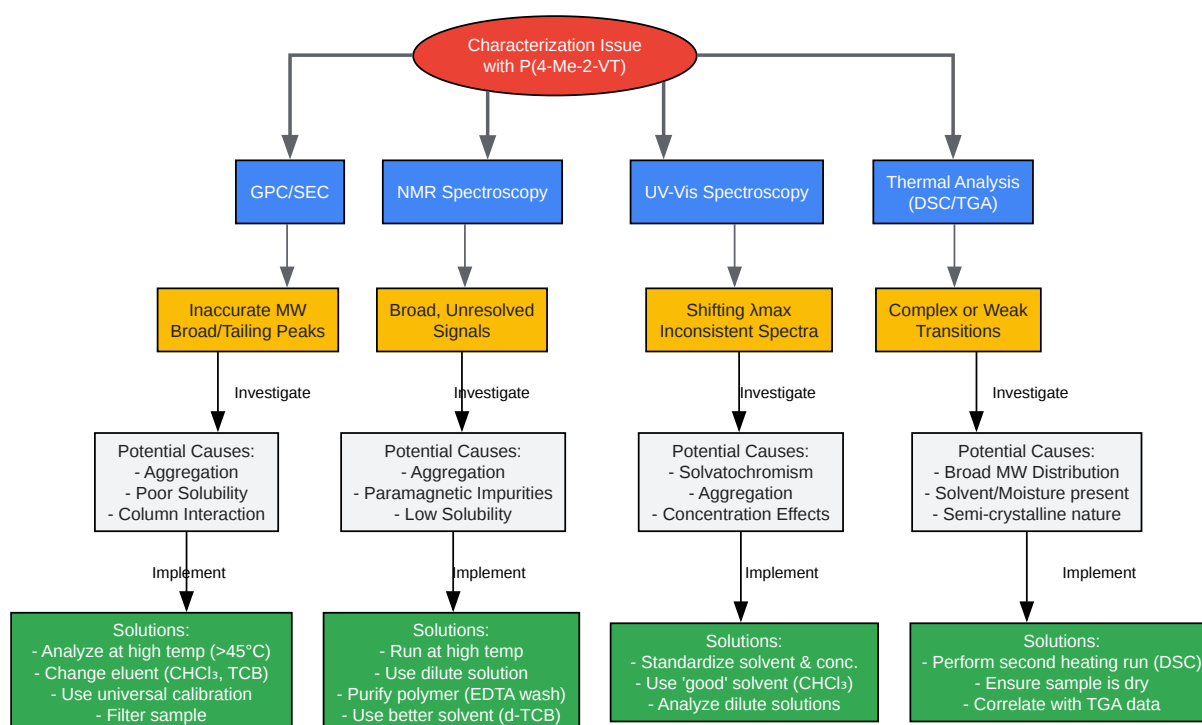 Characterization Issue
with P(4-Me-2-VT)
GPC/SEC
NMR Spectroscopy
UV-Vis Spectroscopy
Thermal Analysis
(DSC/TGA)
Inaccurate MW
Broad/Tailing Peaks
Broad, Unresolved
Signals
Shifting λmax
Inconsistent Spectra
Complex or Weak
Transitions
Investigate
Investigate
Investigate
Investigate
Potential Causes:
- Aggregation
- Poor Solubility
- Column Interaction
Potential Causes:
- Aggregation
- Paramagnetic Impurities
- Low Solubility
Potential Causes:
- Solvatochromism
- Aggregation
- Concentration Effects
Potential Causes:
- Broad MW Distribution
- Solvent/Moisture present
- Semi-crystalline nature
Implement
Implement
Implement
Implement
Solutions:
- Analyze at high temp (>45°C)
- Change eluent (CHCl₃, TCB)
- Use universal calibration
- Filter sample
Solutions:
- Run at high temp
- Use dilute solution
- Purify polymer (EDTA wash)
- Use better solvent (d-TCB)
Solutions:
- Standardize solvent & conc.
- Use 'good' solvent (CHCl₃)
- Analyze dilute solutions
Solutions:
- Perform second heating run (DSC)
- Ensure sample is dry
- Correlate with TGA data